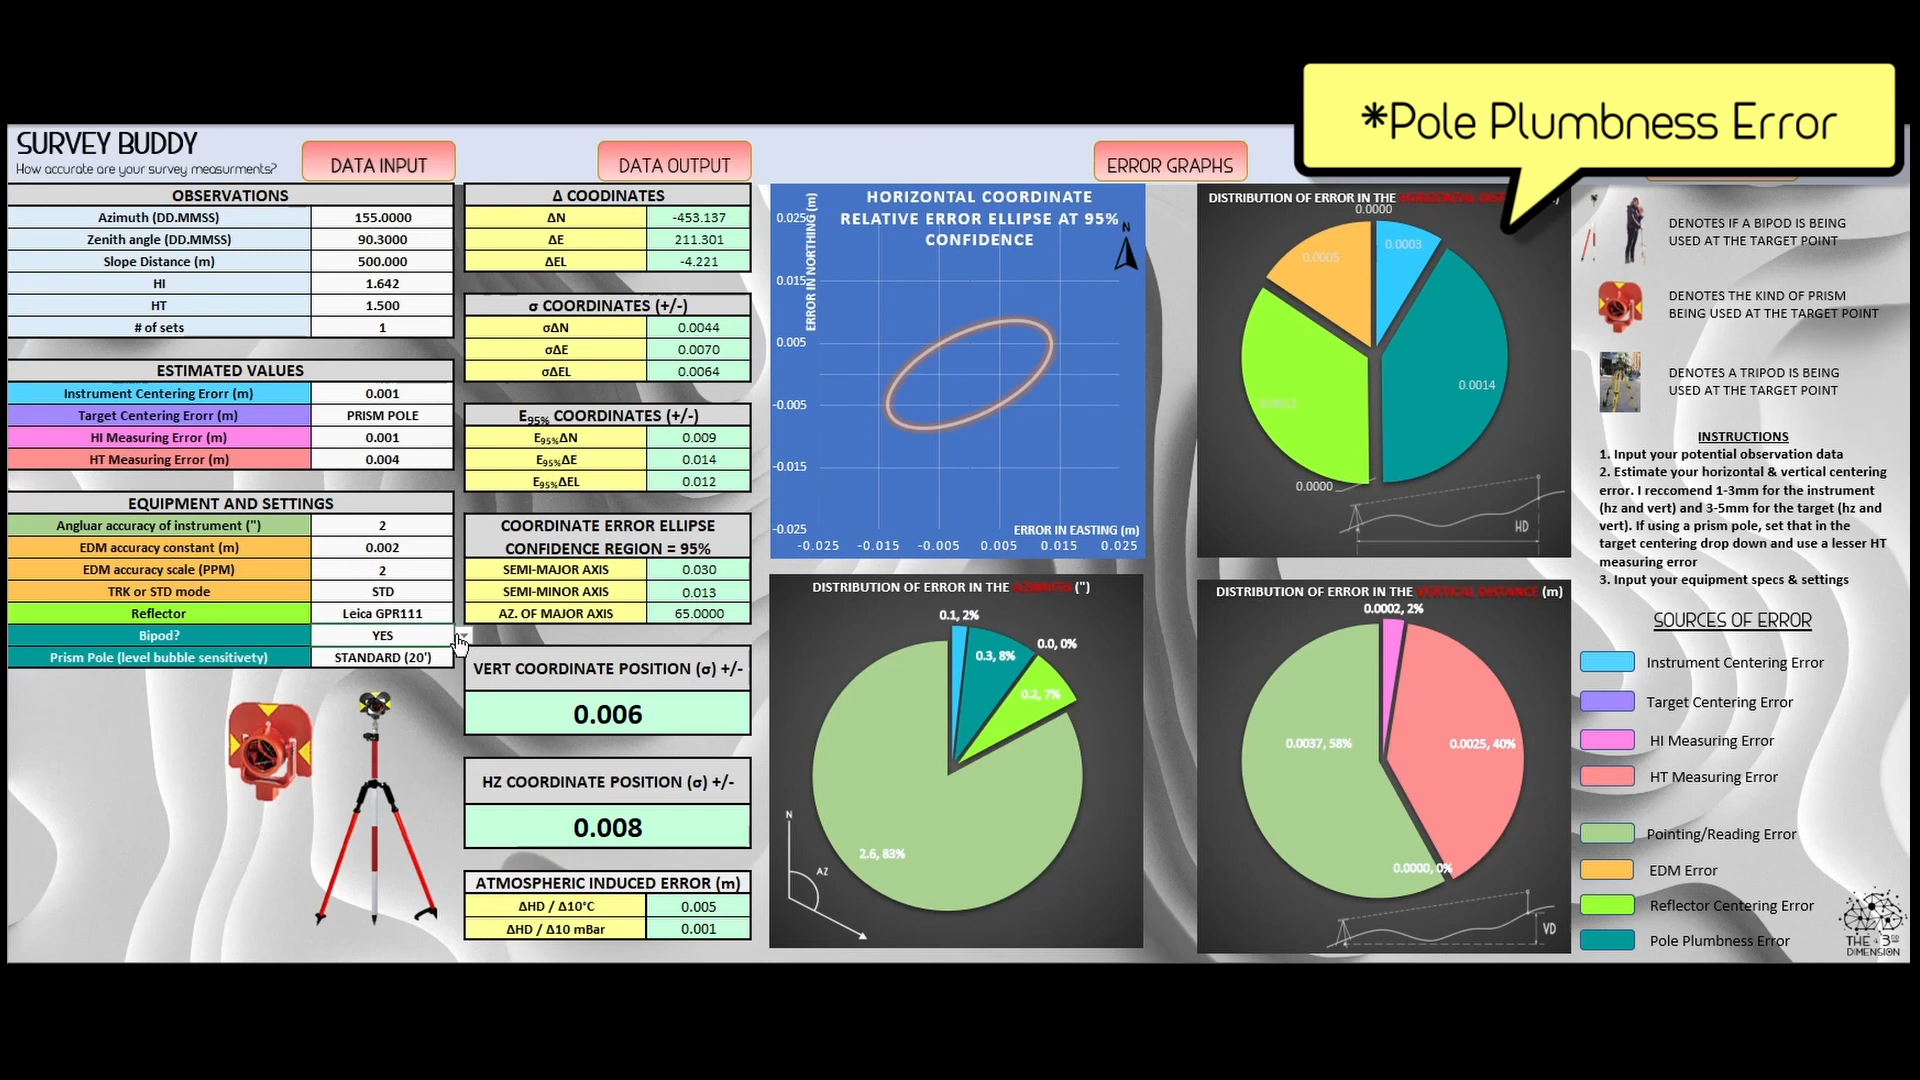 *Pole Plumbness Error
SURVEY BUDDY
How accurate are your survey measurments?
DATA INPUT
DATA OUTPUT
ERROR GRAPHS
OBSERVATIONS
Azimuth (DD.MMSS) 155.0000
Zenith angle (DD.MMSS) 90.3000
Slope Distance (m) 500.000
HI 1.642
HT 1.500
# of sets 1
ESTIMATED VALUES
Instrument Centering Erorr (m) 0.001
Target Centering Erorr (m) PRISM POLE
HI Measuring Error (m) 0.001
HT Measuring Error (m) 0.004
EQUIPMENT AND SETTINGS
Angluar accuracy of instrument (") 2
EDM accuracy constant (m) 0.002
EDM accuracy scale (PPM) 2
TRK or STD mode STD
Reflector Leica GPR111
Bipod? YES
Prism Pole (level bubble sensitivety) STANDARD (20')
Δ COODINATES
ΔN -453.137
ΔE 211.301
ΔEL -4.221
σ COORDINATES (+/-)
σΔN 0.0044
σΔE 0.0070
σΔEL 0.0064
E95% COORDINATES (+/-)
E95%ΔN 0.009
E95%ΔE 0.014
E95%ΔEL 0.012
COORDINATE ERROR ELLIPSE
CONFIDENCE REGION = 95%
SEMI-MAJOR AXIS 0.030
SEMI-MINOR AXIS 0.013
AZ. OF MAJOR AXIS 65.0000
VERT COORDINATE POSITION (σ) +/-
0.006
HZ COORDINATE POSITION (σ) +/-
0.008
ATMOSPHERIC INDUCED ERROR (m)
ΔHD / Δ10°C 0.005
ΔHD / Δ10 mBar 0.001
HORIZONTAL COORDINATE
RELATIVE ERROR ELLIPSE AT 95%
CONFIDENCE
N
ERROR IN NORTHING (m)
0.025
0.015
0.005
-0.005
-0.015
-0.025
ERROR IN EASTING (m)
-0.025 -0.015 -0.005 0.005 0.015 0.025
DISTRIBUTION OF ERROR IN THE AZIMUTH (")
0.1, 2%
0.3, 8%
0.0, 0%
0.2, 7%
2.6, 83%
N
AZ
DISTRIBUTION OF ERROR IN THE HORIZONTAL
0.0000
0.0003
0.0005
0.0014
0.0000
HD
DISTRIBUTION OF ERROR IN THE VERTICAL DISTANCE (m)
0.0002, 2%
0.0037, 58%
0.0025, 40%
0.0000, 0%
VD
DENOTES IF A BIPOD IS BEING
USED AT THE TARGET POINT
DENOTES THE KIND OF PRISM
BEING USED AT THE TARGET POINT
DENOTES A TRIPOD IS BEING
USED AT THE TARGET POINT
INSTRUCTIONS
1. Input your potential observation data
2. Estimate your horizontal & vertical centering
error. I reccomend 1-3mm for the instrument
(hz and vert) and 3-5mm for the target (hz and
vert). If using a prism pole, set that in the
target centering drop down and use a lesser HT
measuring error
3. Input your equipment specs & settings
SOURCES OF ERROR
Instrument Centering Error
Target Centering Error
HI Measuring Error
HT Measuring Error
Pointing/Reading Error
EDM Error
Reflector Centering Error
Pole Plumbness Error
THE 3RD
DIMENSION